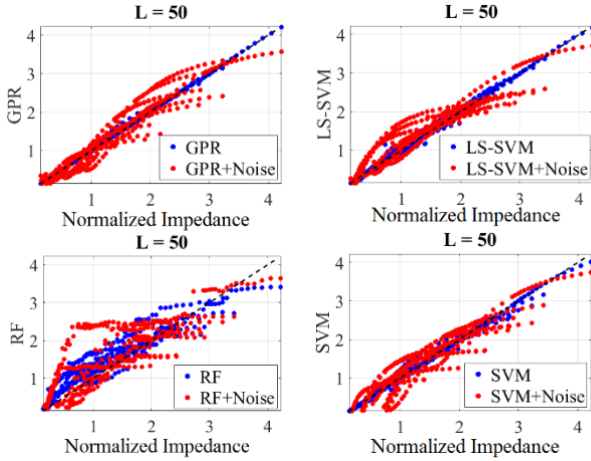 L = 50
GPR
4
3
2
1
GPR
GPR+Noise
1 2 3 4
Normalized Impedance
L = 50
LS-SVM
4
3
2
1
LS-SVM
LS-SVM+Noise
1 2 3 4
Normalized Impedance
L = 50
RF
4
3
2
1
RF
RF+Noise
1 2 3 4
Normalized Impedance
L = 50
SVM
4
3
2
1
SVM
SVM+Noise
1 2 3 4
Normalized Impedance